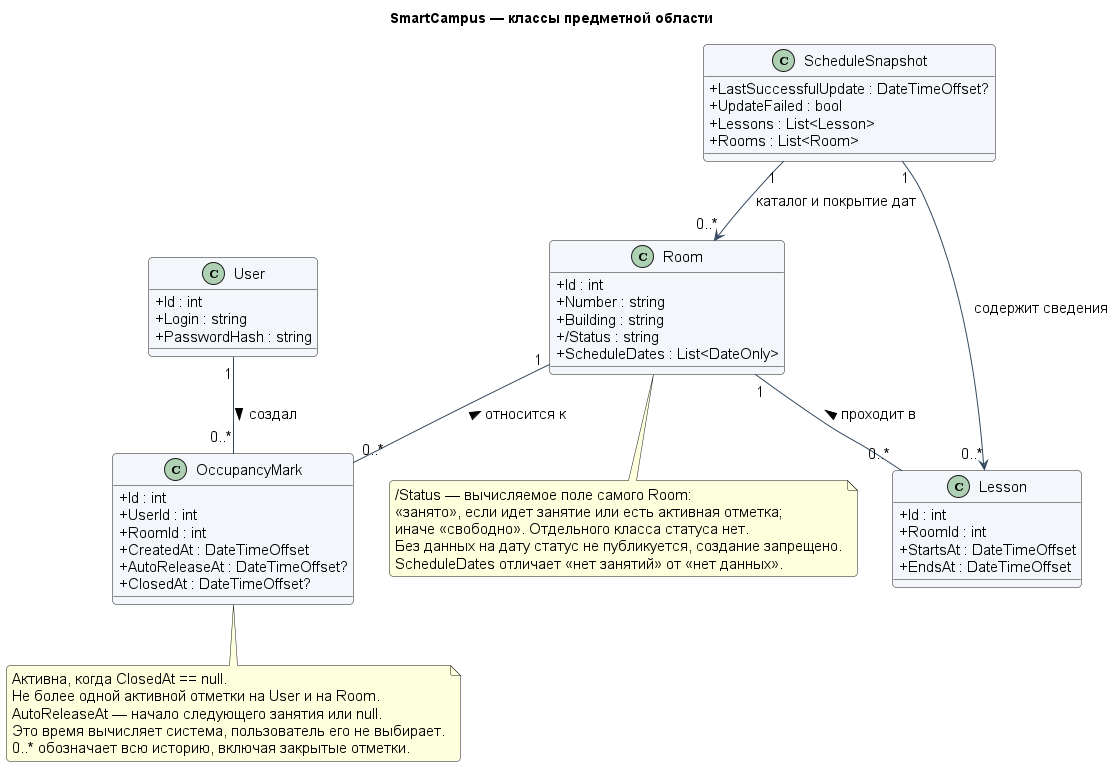 SmartCampus — классы предметной области
C ScheduleSnapshot
+LastSuccessfulUpdate : DateTimeOffset?
+UpdateFailed : bool
+Lessons : List<Lesson>
+Rooms : List<Room>
1
1
каталог и покрытие дат
0..*
содержит сведения
C User
+Id : int
+Login : string
+PasswordHash : string
C Room
+Id : int
+Number : string
+Building : string
+/Status : string
+ScheduleDates : List<DateOnly>
1
1
1
создал
относится к
проходит в
0..*
0..*
0..*
0..*
C OccupancyMark
+Id : int
+UserId : int
+RoomId : int
+CreatedAt : DateTimeOffset
+AutoReleaseAt : DateTimeOffset?
+ClosedAt : DateTimeOffset?
/Status — вычисляемое поле самого Room:
«занято», если идет занятие или есть активная отметка;
иначе «свободно». Отдельного класса статуса нет.
Без данных на дату статус не публикуется, создание запрещено.
ScheduleDates отличает «нет занятий» от «нет данных».
C Lesson
+Id : int
+RoomId : int
+StartsAt : DateTimeOffset
+EndsAt : DateTimeOffset
Активна, когда ClosedAt == null.
Не более одной активной отметки на User и на Room.
AutoReleaseAt — начало следующего занятия или null.
Это время вычисляет система, пользователь его не выбирает.
0..* обозначает всю историю, включая закрытые отметки.